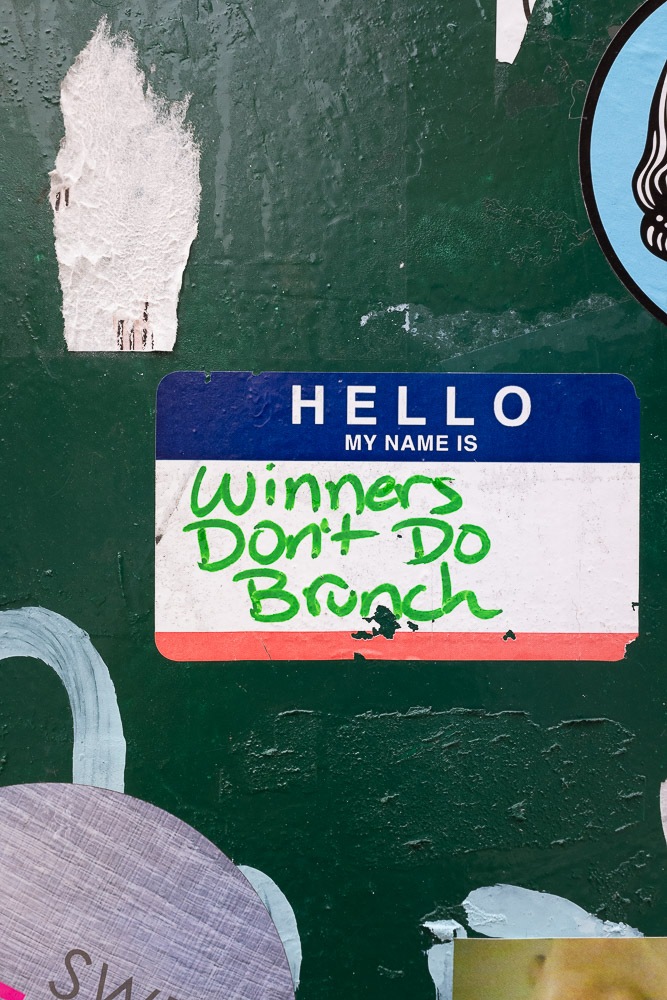 HELLO
MY NAME IS
Winners
Don't Do
Brunch